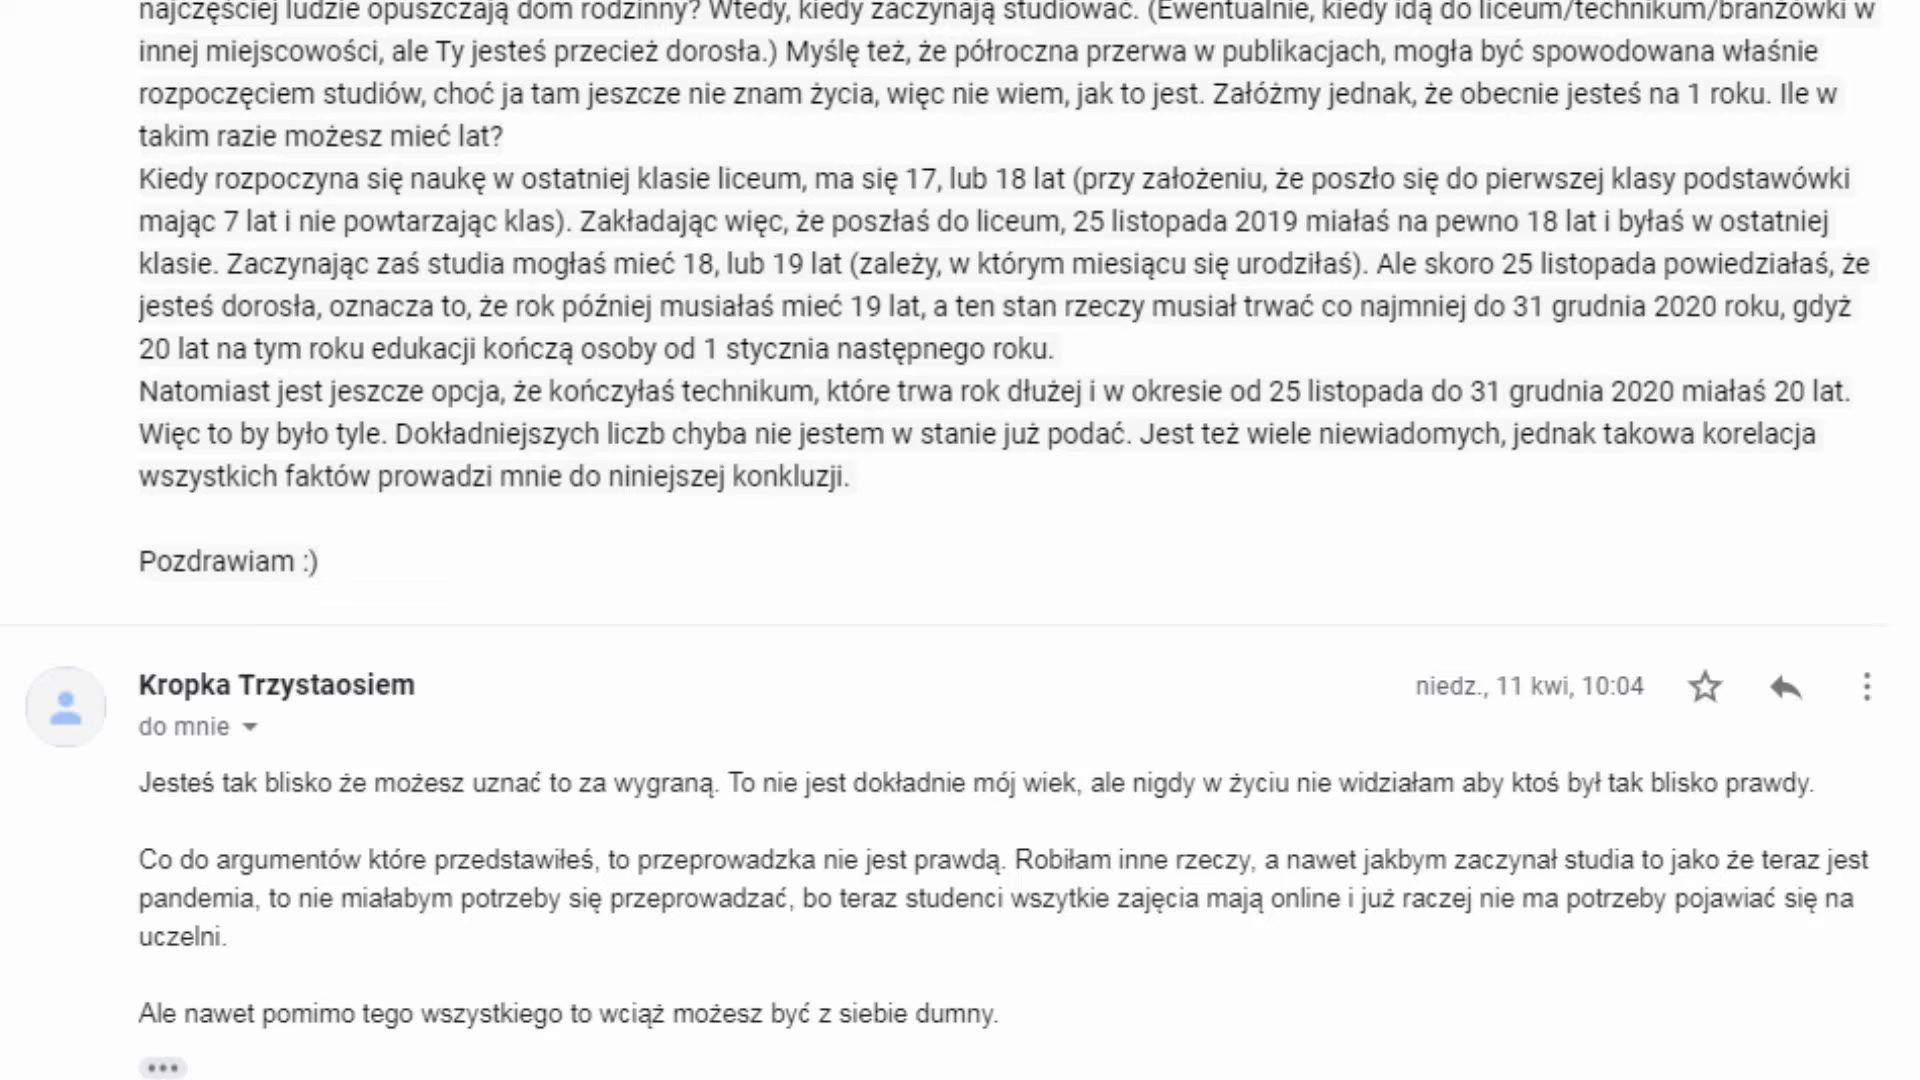 najczęściej ludzie opuszczają dom rodzinny? Wtedy, kiedy zaczynają studiować. (Ewentualnie, kiedy idą do liceum/technikum/branżówki w
innej miejscowości, ale Ty jesteś przecież dorosła.) Myślę też, że półroczna przerwa w publikacjach, mogła być spowodowana właśnie
rozpoczęciem studiów, choć ja tam jeszcze nie znam życia, więc nie wiem, jak to jest. Załóżmy jednak, że obecnie jesteś na 1 roku. Ile w
takim razie możesz mieć lat?
Kiedy rozpoczyna się naukę w ostatniej klasie liceum, ma się 17, lub 18 lat (przy założeniu, że poszło się do pierwszej klasy podstawówki
mając 7 lat i nie powtarzając klas). Zakładając więc, że poszłaś do liceum, 25 listopada 2019 miałaś na pewno 18 lat i byłaś w ostatniej
klasie. Zaczynając zaś studia mogłaś mieć 18, lub 19 lat (zależy, w którym miesiącu się urodziłaś). Ale skoro 25 listopada powiedziałaś, że
jesteś dorosła, oznacza to, że rok później musiałaś mieć 19 lat, a ten stan rzeczy musiał trwać co najmniej do 31 grudnia 2020 roku, gdyż
20 lat na tym roku edukacji kończą osoby od 1 stycznia następnego roku.
Natomiast jest jeszcze opcja, że kończyłaś technikum, które trwa rok dłużej i w okresie od 25 listopada do 31 grudnia 2020 miałaś 20 lat.
Więc to by było tyle. Dokładniejszych liczb chyba nie jestem w stanie już podać. Jest też wiele niewiadomych, jednak takowa korelacja
wszystkich faktów prowadzi mnie do niniejszej konkluzji.
Pozdrawiam :)
Kropka Trzystaosiem
niedz., 11 kwi, 10:04
do mnie
Jesteś tak blisko że możesz uznać to za wygraną. To nie jest dokładnie mój wiek, ale nigdy w życiu nie widziałam aby ktoś był tak blisko prawdy.
Co do argumentów które przedstawiłeś, to przeprowadzka nie jest prawdą. Robiłam inne rzeczy, a nawet jakbym zaczynał studia to jako że teraz jest
pandemia, to nie miałabym potrzeby się przeprowadzać, bo teraz studenci wszytkie zajęcia mają online i już raczej nie ma potrzeby pojawiać się na
uczelni.
Ale nawet pomimo tego wszystkiego to wciąż możesz być z siebie dumny.